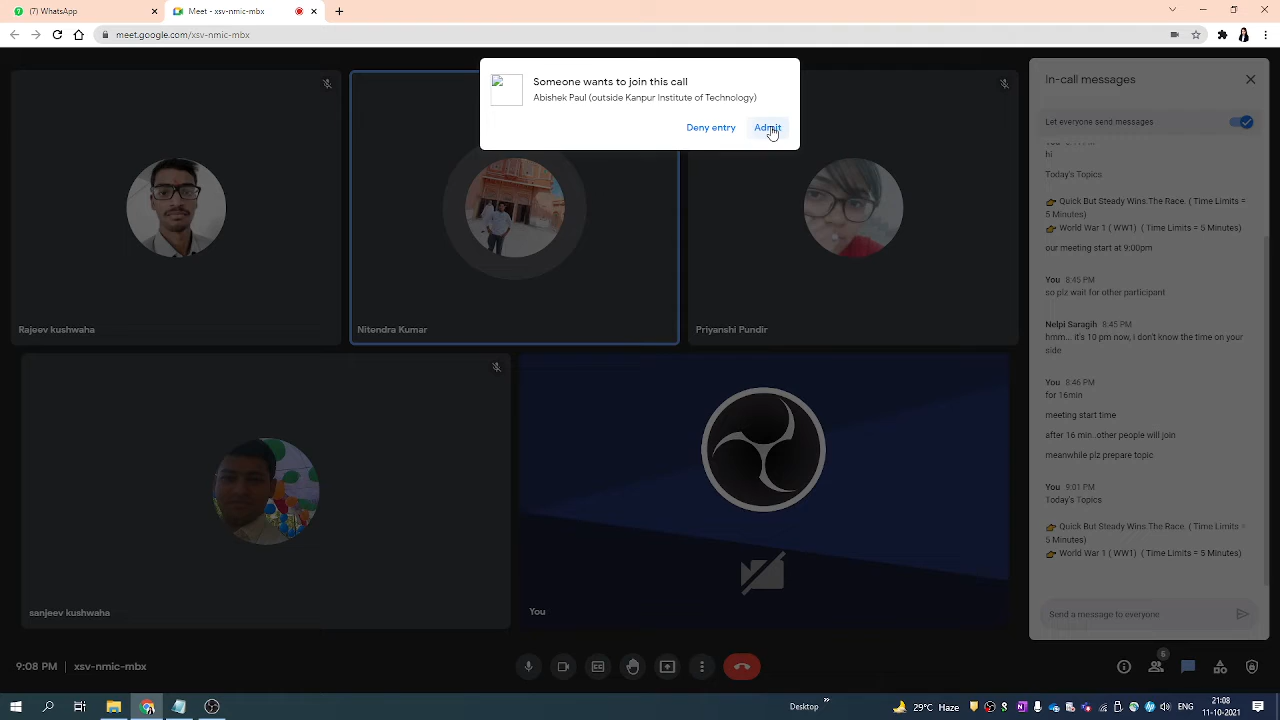 (7) WhatsApp
Meet - xsv-nmic-mbx
meet.google.com/xsv-nmic-mbx
Someone wants to join this call
Abishek Paul (outside Kanpur Institute of Technology)
Deny entry
Admit
Rajeev kushwaha
Nitendra Kumar
Priyanshi Pundir
sanjeev kushwaha
You
In-call messages
Let everyone send messages
hi
Today's Topics
👉 Quick But Steady Wins The Race. ( Time Limits =
5 Minutes)
👉 World War 1 ( WW1) ( Time Limits = 5 Minutes)
our meeting start at 9:00pm
You 8:45 PM
so plz wait for other participant
Nelpi Saragih 8:45 PM
hmm... it's 10 pm now, i don't know the time on your
side
You 8:46 PM
for 16min
meeting start time
after 16 min..other people will join
meanwhile plz prepare topic
You 9:01 PM
Today's Topics
👉 Quick But Steady Wins The Race. ( Time Limits =
5 Minutes)
👉 World War 1 ( WW1) ( Time Limits = 5 Minutes)
Send a message to everyone
9:08 PM | xsv-nmic-mbx
6
Desktop
29°C Haze
21:08
11-10-2021